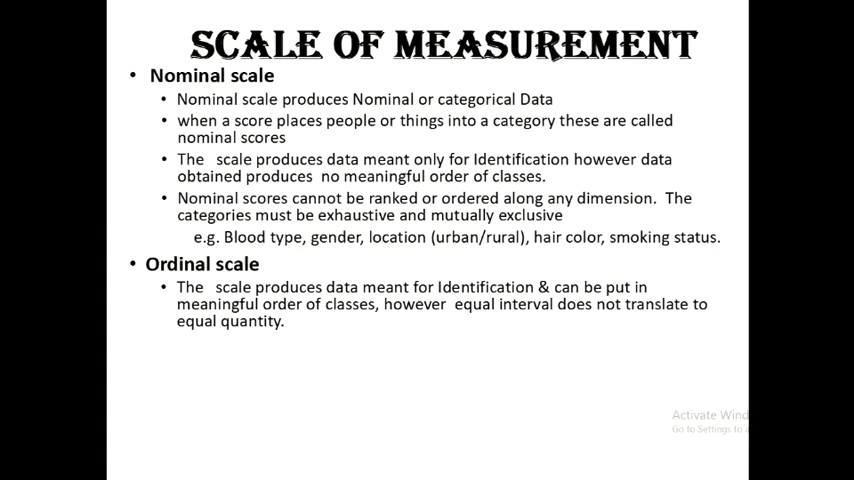 SCALE OF MEASUREMENT
• Nominal scale
• Nominal scale produces Nominal or categorical Data
• when a score places people or things into a category these are called
nominal scores
• The scale produces data meant only for Identification however data
obtained produces no meaningful order of classes.
• Nominal scores cannot be ranked or ordered along any dimension. The
categories must be exhaustive and mutually exclusive
e.g. Blood type, gender, location (urban/rural), hair color, smoking status.
• Ordinal scale
• The scale produces data meant for Identification & can be put in
meaningful order of classes, however equal interval does not translate to
equal quantity.
Activate Wind
Go to Settings to a